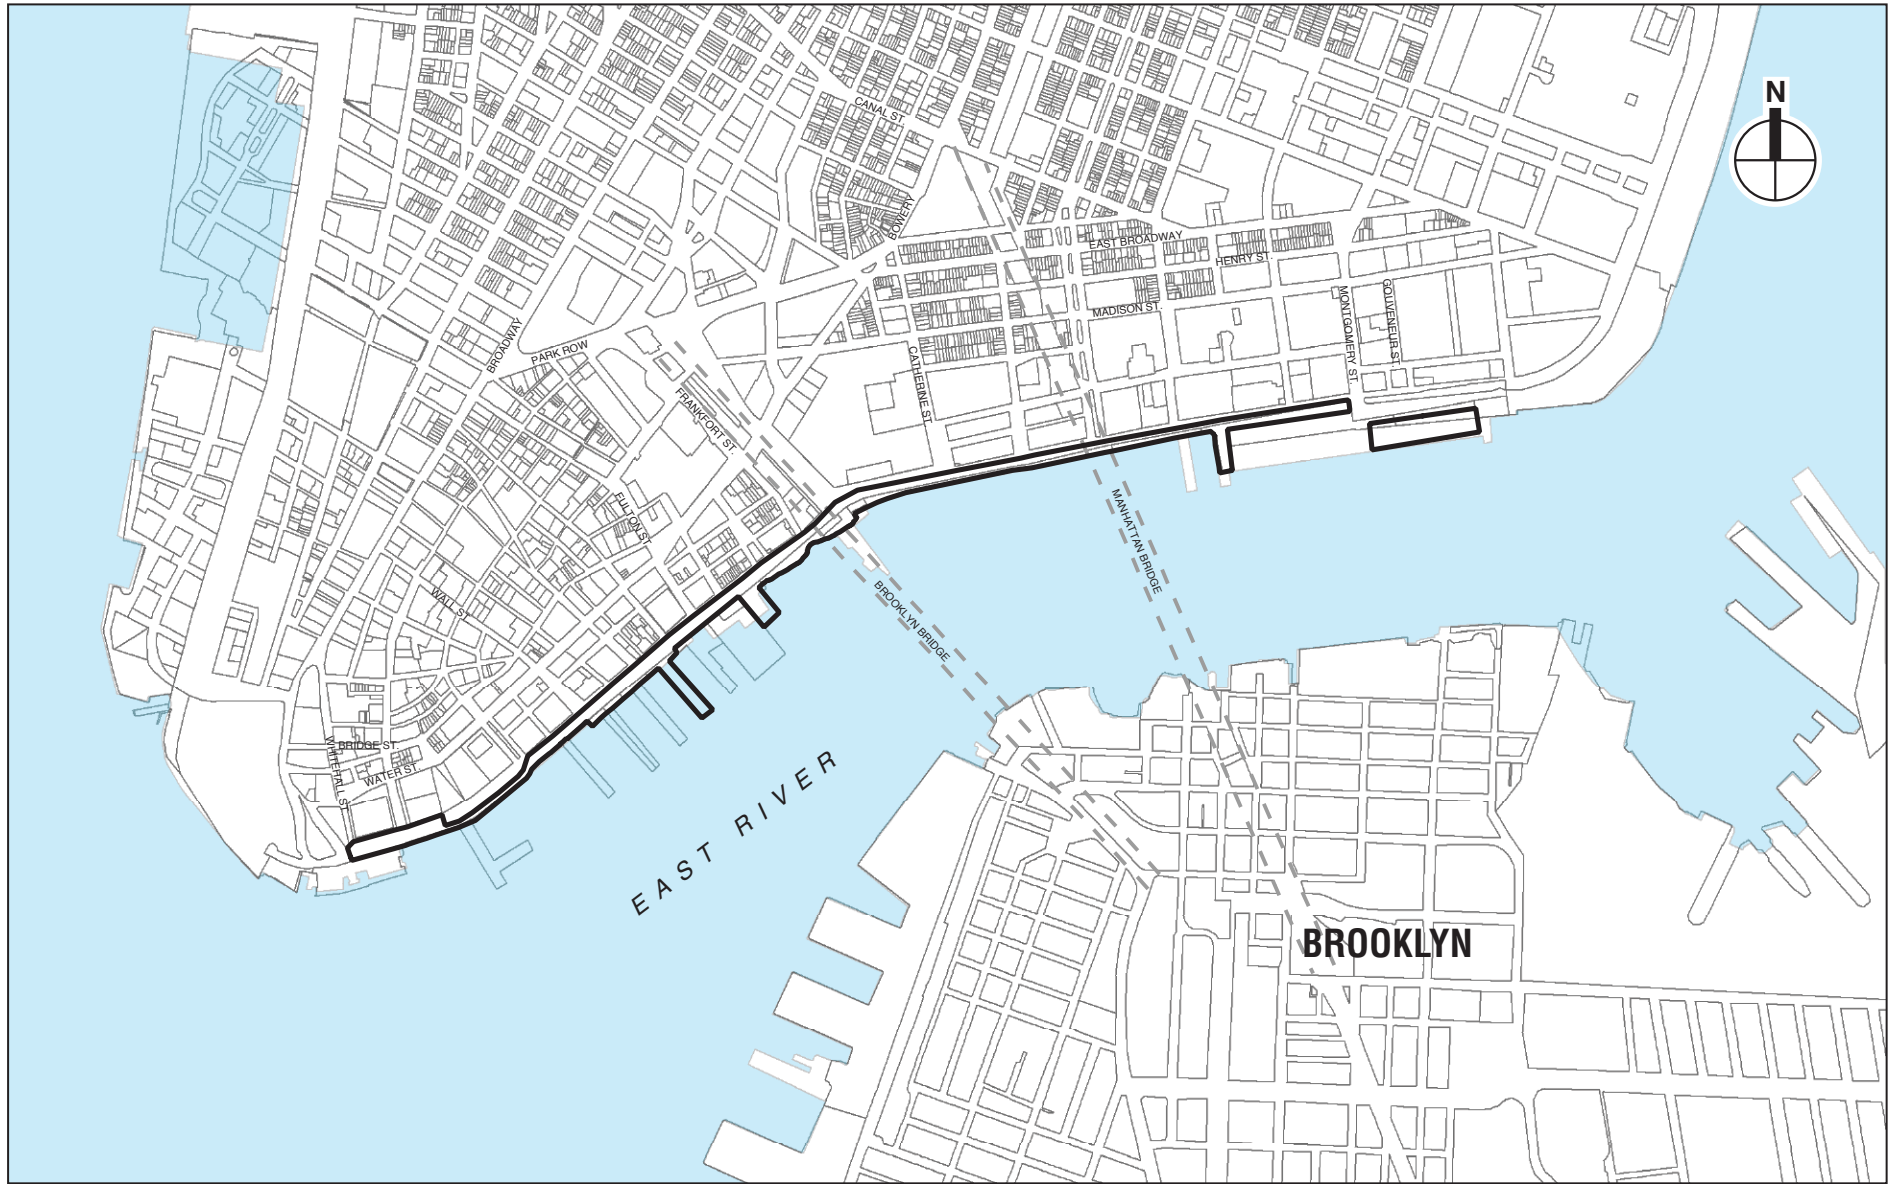 N
CANAL ST.
BOWERY
EAST BROADWAY
HENRY ST.
MADISON ST.
MONTGOMERY ST.
GOUVENEUR ST.
BROADWAY
PARK ROW
CATHERINE ST.
FRANKFORT ST.
FULTON ST.
MANHATTAN BRIDGE
WALL ST.
BROOKLYN BRIDGE
BRIDGE ST.
WHITEHALL ST.
WATER ST.
EAST RIVER
BROOKLYN